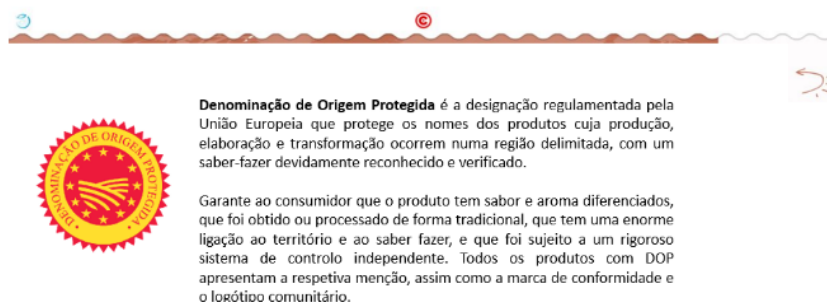 ©
DENOMINAÇÃO DE ORIGEM PROTEGIDA
Denominação de Origem Protegida é a designação regulamentada pela
União Europeia que protege os nomes dos produtos cuja produção,
elaboração e transformação ocorrem numa região delimitada, com um
saber-fazer devidamente reconhecido e verificado.
Garante ao consumidor que o produto tem sabor e aroma diferenciados,
que foi obtido ou processado de forma tradicional, que tem uma enorme
ligação ao território e ao saber fazer, e que foi sujeito a um rigoroso
sistema de controlo independente. Todos os produtos com DOP
apresentam a respetiva menção, assim como a marca de conformidade e
o logótipo comunitário.